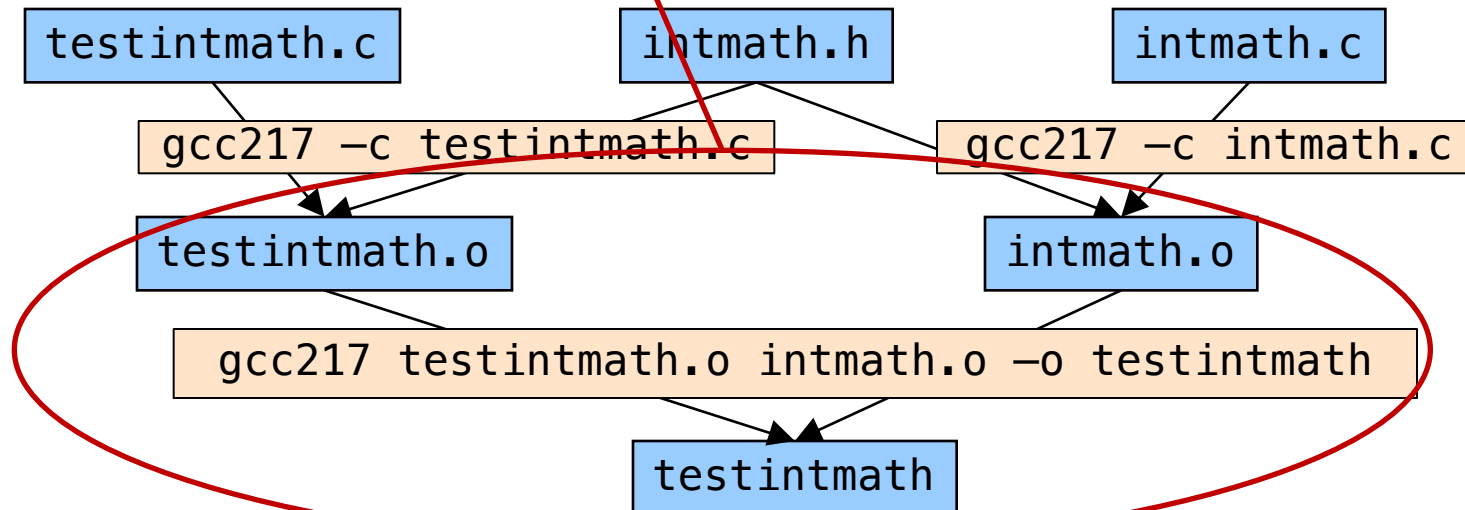 testintmath.c
intmath.h
intmath.c
gcc217 –c testintmath.c
gcc217 –c intmath.c
testintmath.o
intmath.o
gcc217 testintmath.o intmath.o –o testintmath
testintmath